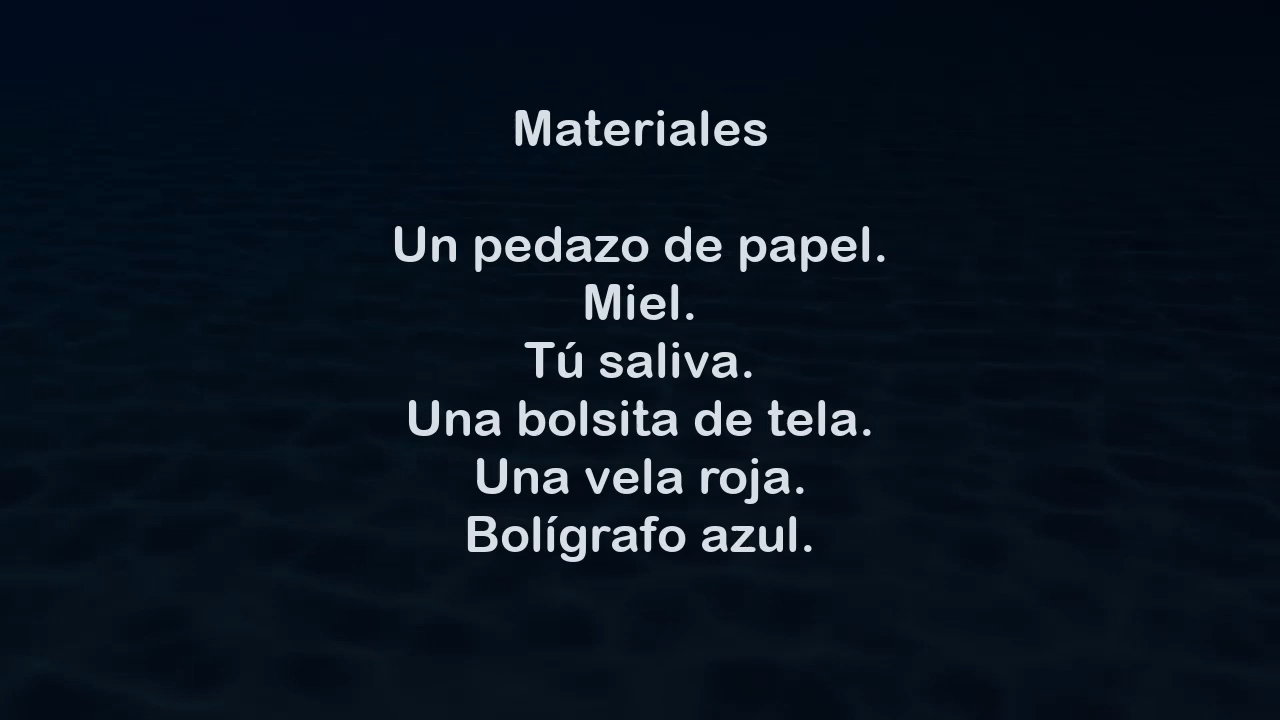 Materiales
Un pedazo de papel.
Miel.
Tú saliva.
Una bolsita de tela.
Una vela roja.
Bolígrafo azul.